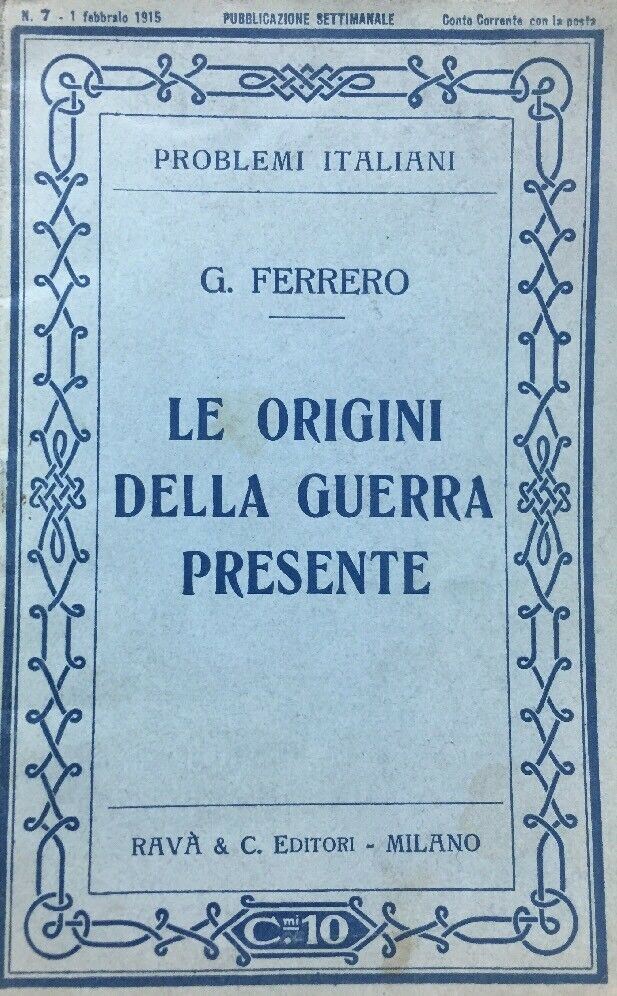 N. 7 - 1 febbraio 1915 PUBBLICAZIONE SETTIMANALE Conto Corrente con la posta
PROBLEMI ITALIANI
G. FERRERO
LE ORIGINI
DELLA GUERRA
PRESENTE
RAVÀ & C. EDITORI - MILANO
C.mi 10